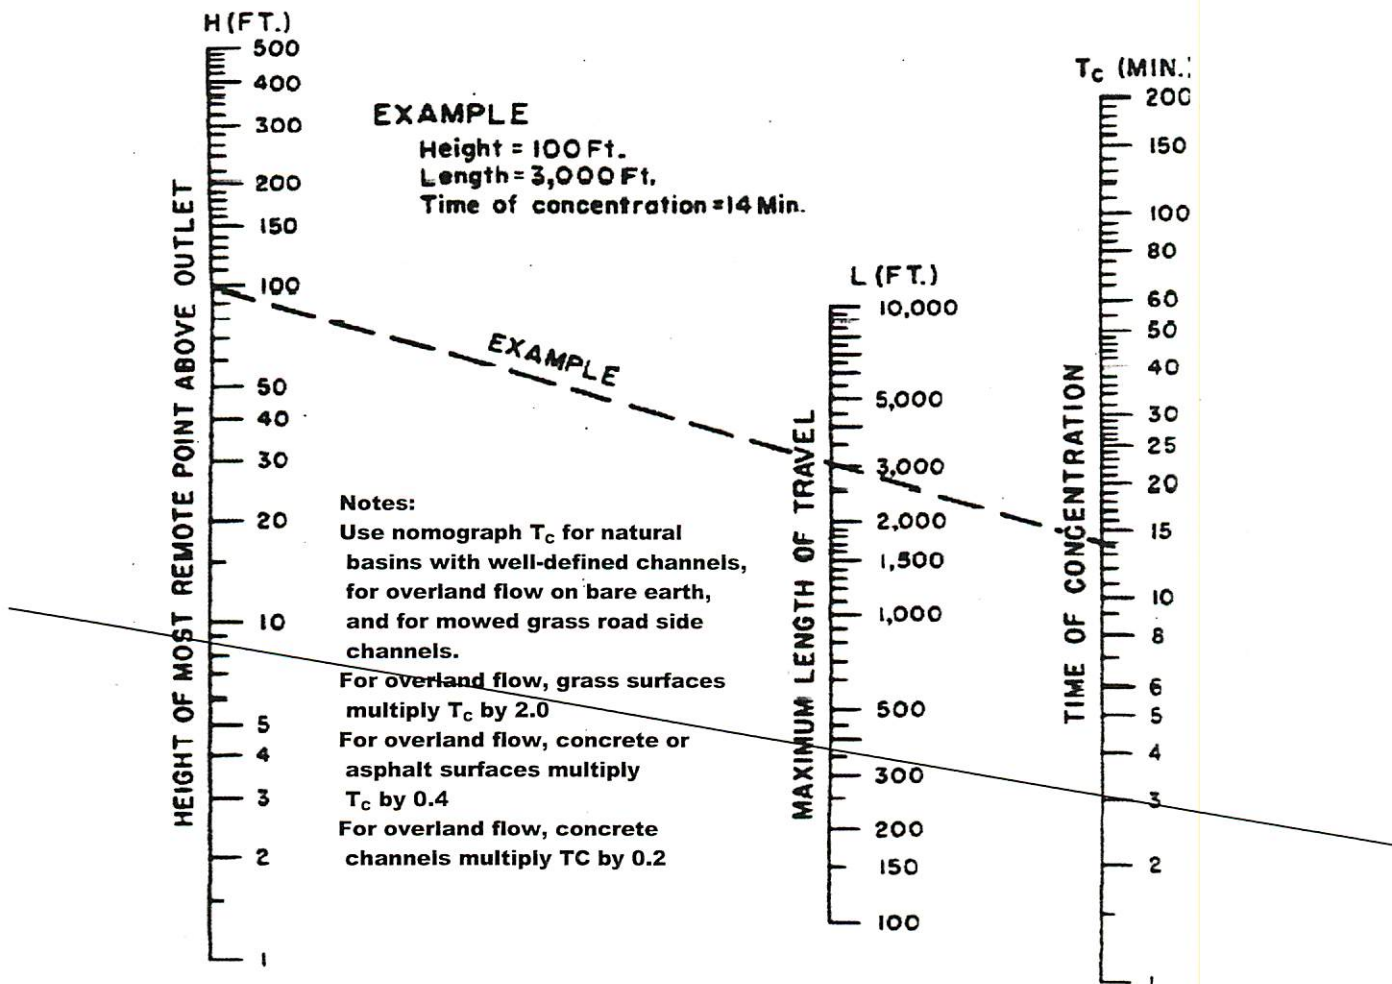 H (FT.)
500
400
300
200
150
100
50
40
30
20
10
5
4
3
2
1
HEIGHT OF MOST REMOTE POINT ABOVE OUTLET
EXAMPLE
Height = 100 Ft.
Length = 3,000 Ft.
Time of concentration = 14 Min.
EXAMPLE
Notes:
Use nomograph Tc for natural
basins with well-defined channels,
for overland flow on bare earth,
and for mowed grass road side
channels.
For overland flow, grass surfaces
multiply Tc by 2.0
For overland flow, concrete or
asphalt surfaces multiply
Tc by 0.4
For overland flow, concrete
channels multiply TC by 0.2
L (FT.)
10,000
5,000
3,000
2,000
1,500
1,000
500
300
200
150
100
MAXIMUM LENGTH OF TRAVEL
Tc (MIN.)
200
150
100
80
60
50
40
30
25
20
15
10
8
6
5
4
3
2
1
TIME OF CONCENTRATION